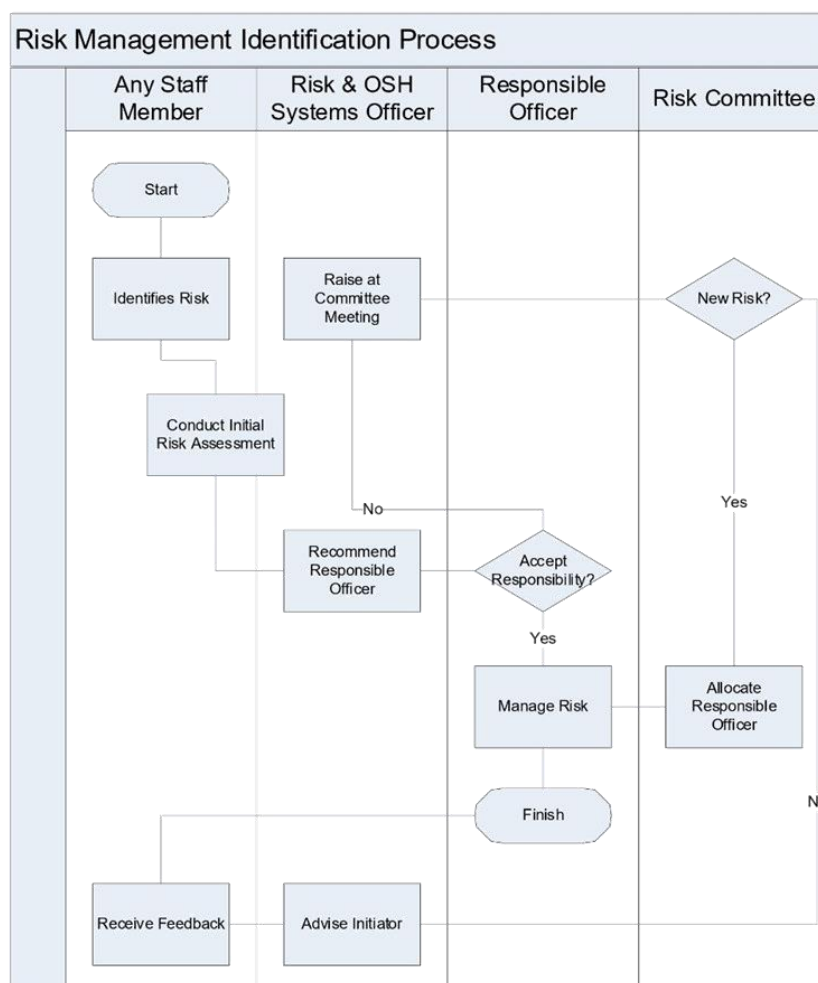 Risk Management Identification Process
Any Staff
Member
Risk & OSH
Systems Officer
Responsible
Officer
Risk Committee
Start
Identifies Risk
Raise at
Committee
Meeting
New Risk?
Conduct Initial
Risk Assessment
No
Yes
Recommend
Responsible
Officer
Accept
Responsibility?
Yes
Manage Risk
Allocate
Responsible
Officer
Finish
Receive Feedback
Advise Initiator